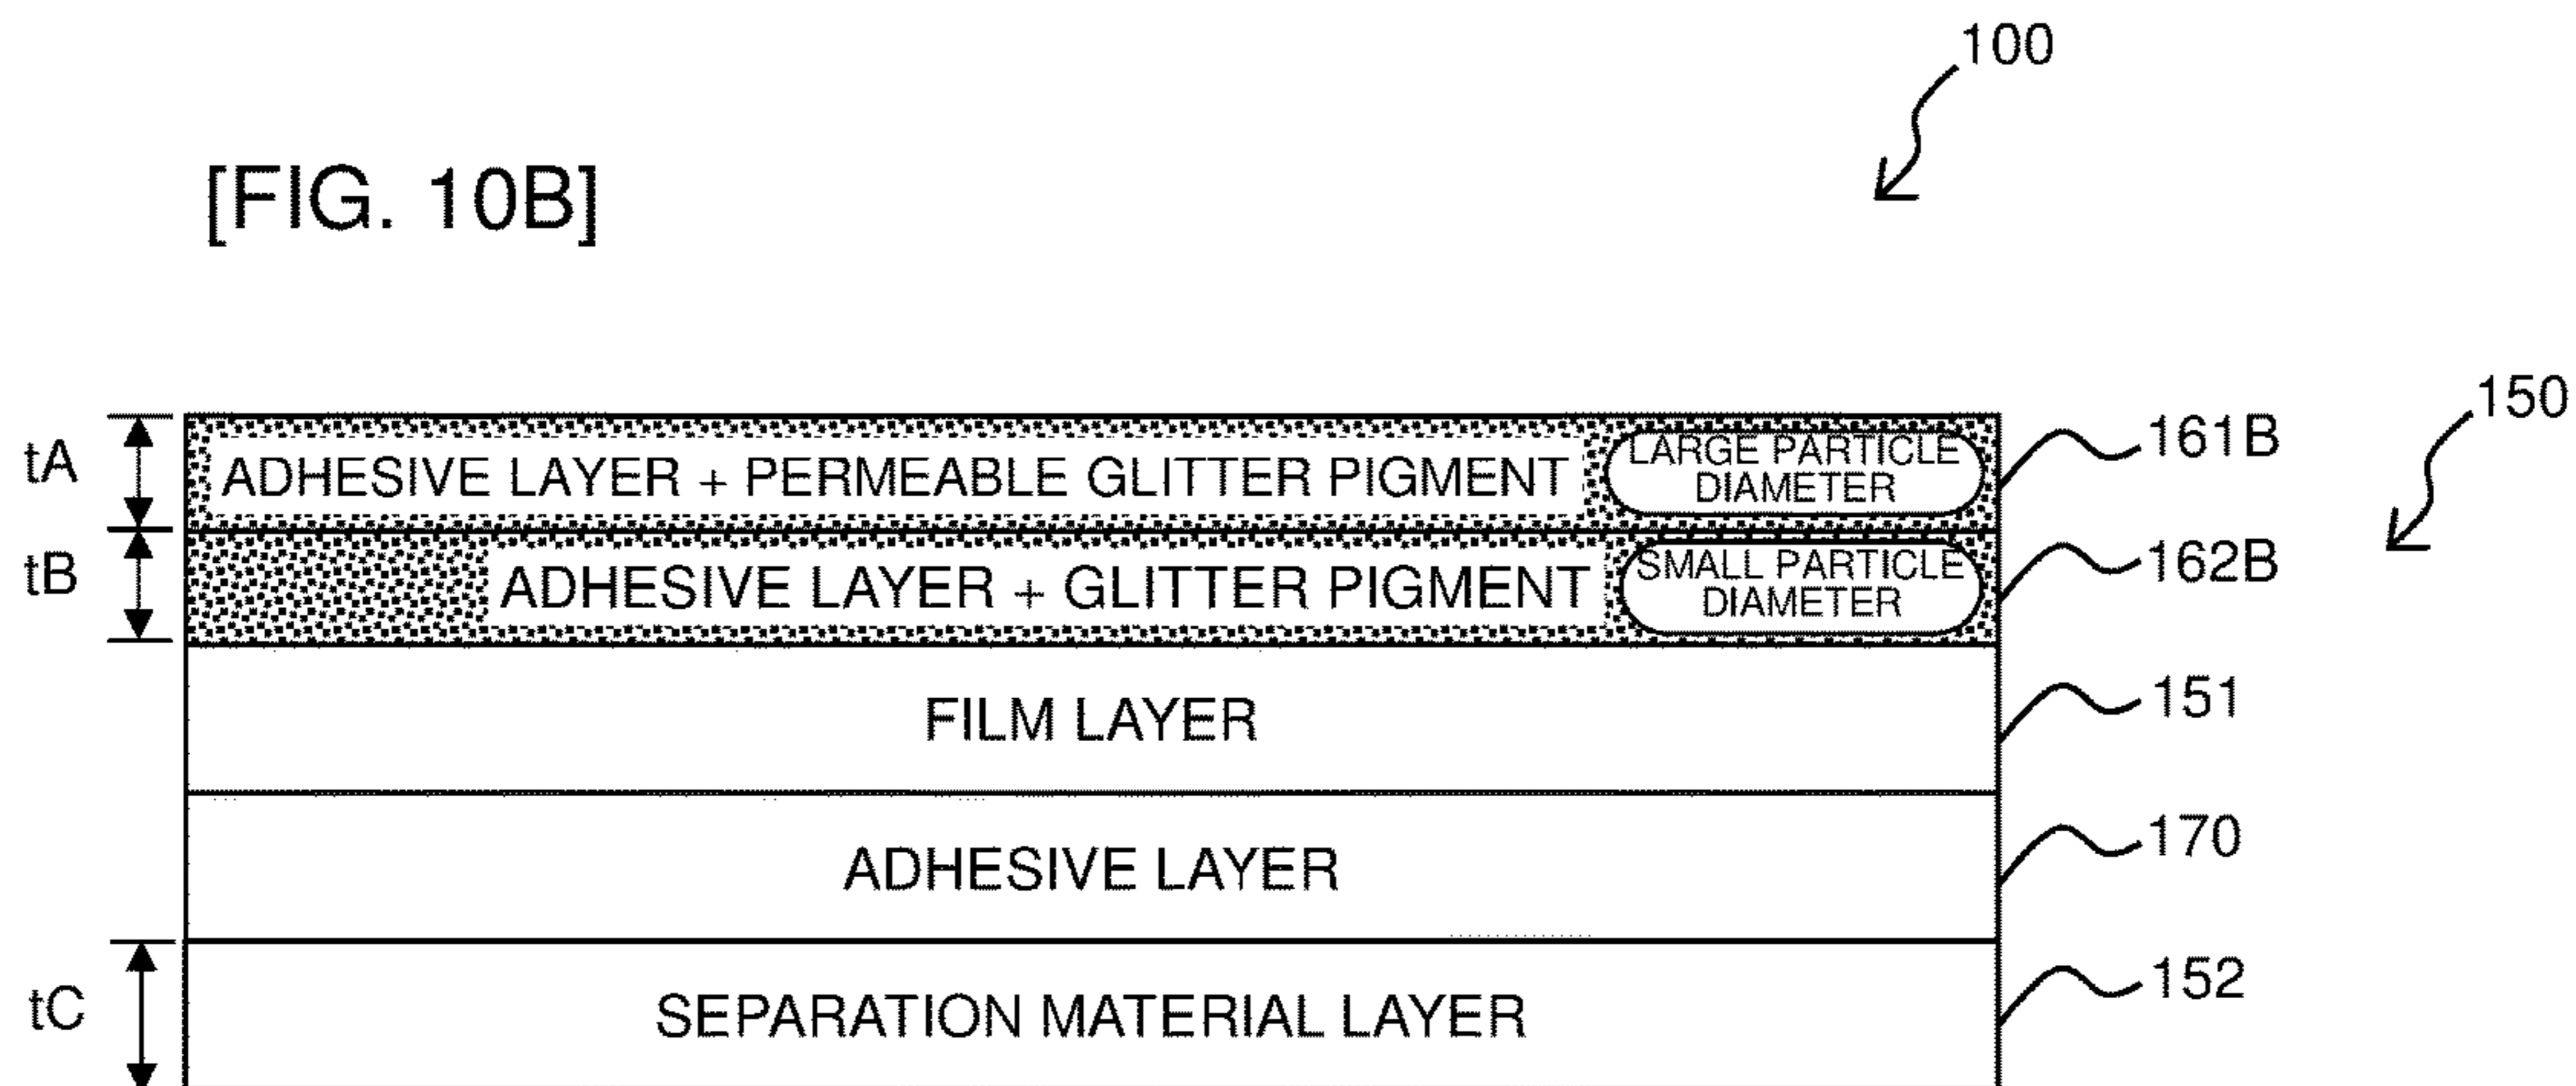 100
[FIG. 10B]
150
tA
ADHESIVE LAYER + PERMEABLE GLITTER PIGMENT
LARGE PARTICLE
DIAMETER
161B
tB
ADHESIVE LAYER + GLITTER PIGMENT
SMALL PARTICLE
DIAMETER
162B
FILM LAYER
151
ADHESIVE LAYER
170
tC
SEPARATION MATERIAL LAYER
152